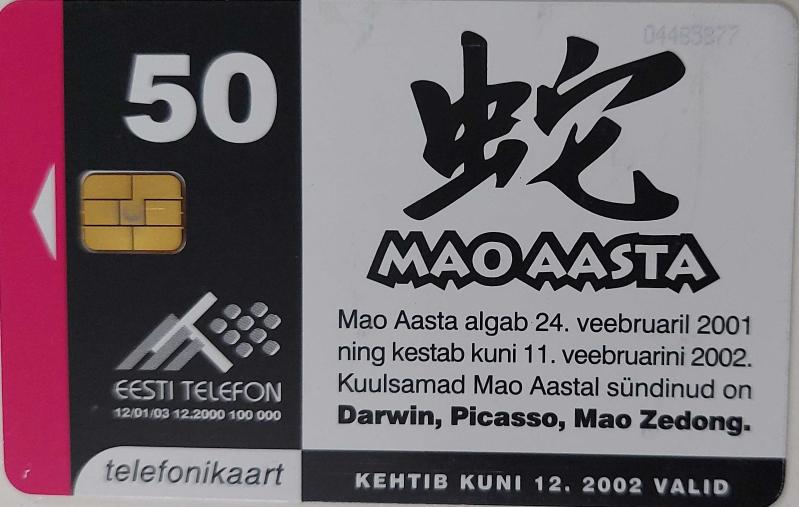 50
04485877
蛇
MAO AASTA
Mao Aasta algab 24. veebruaril 2001
ning kestab kuni 11. veebruarini 2002.
Kuulsamad Mao Aastal sündinud on
Darwin, Picasso, Mao Zedong.
EESTI TELEFON
12/01/03 12.2000 100 000
telefonikaart
KEHTIB KUNI 12. 2002 VALID